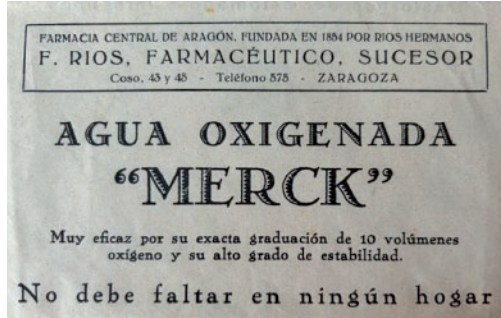 FARMACIA CENTRAL DE ARAGÓN, FUNDADA EN 1884 POR RIOS HERMANOS
F. RIOS, FARMACÉUTICO, SUCESOR
Coso, 43 y 45 - Teléfono 575 - ZARAGOZA
AGUA OXIGENADA
“MERCK”
Muy eficaz por su exacta graduación de 10 volúmenes
oxígeno y su alto grado de estabilidad.
No debe faltar en ningún hogar